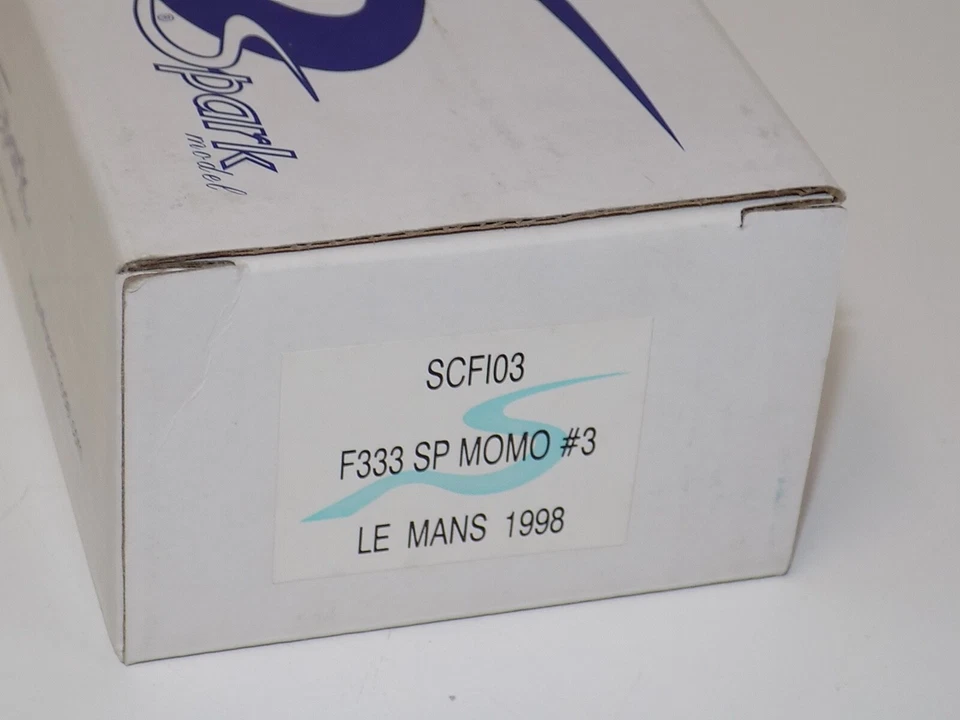 Spark
model
SCFI03
F333 SP MOMO #3
LE MANS 1998